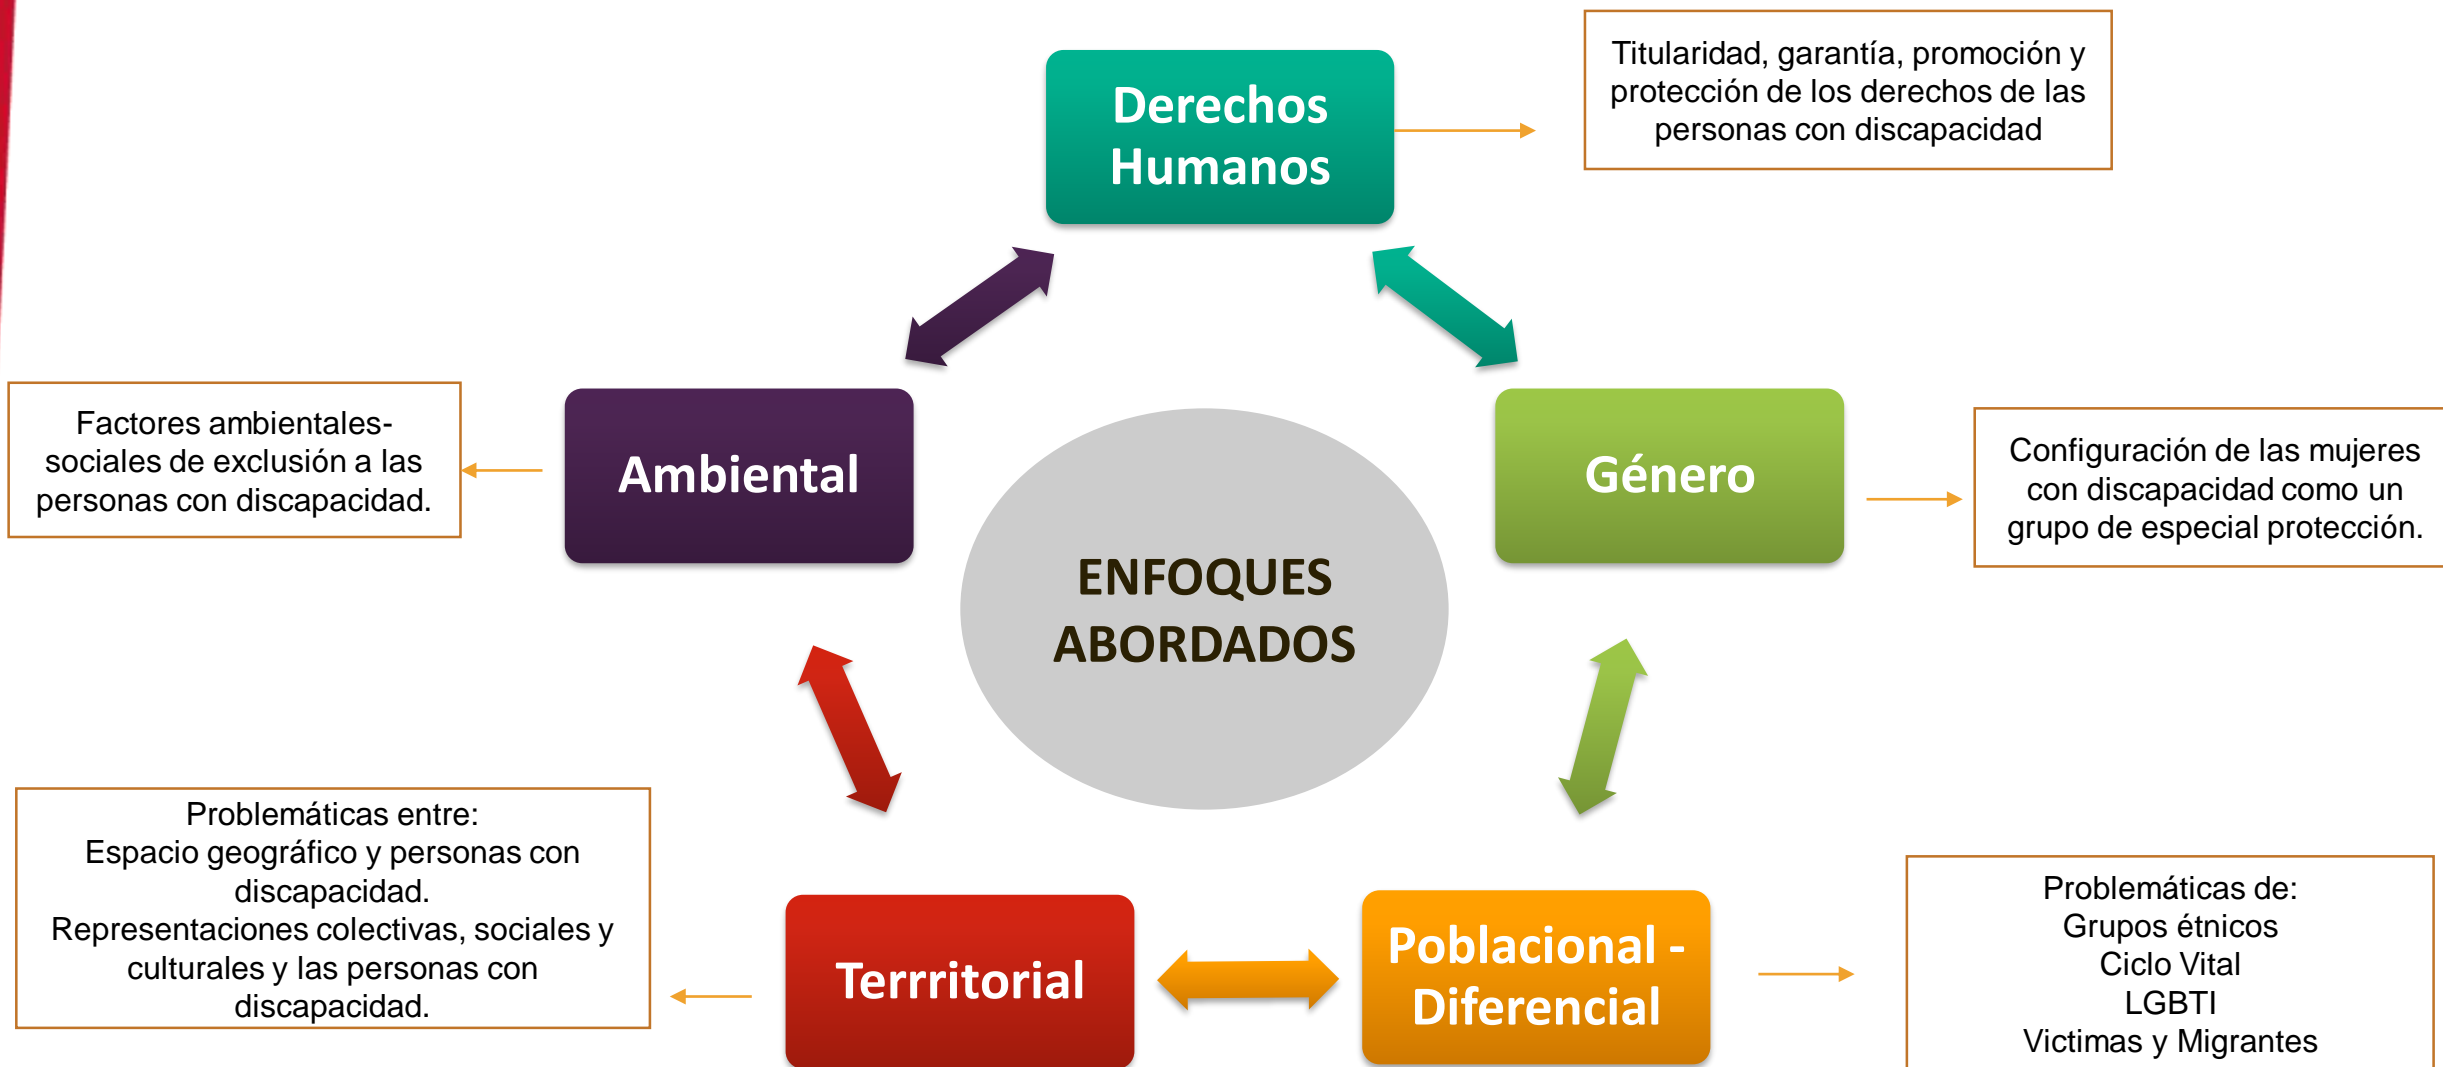 Derechos
Humanos
Titularidad, garantía, promoción y
protección de los derechos de las
personas con discapacidad
Factores ambientales-
sociales de exclusión a las
personas con discapacidad.
Ambiental
Género
Configuración de las mujeres
con discapacidad como un
grupo de especial protección.
ENFOQUES
ABORDADOS
Problemáticas entre:
Espacio geográfico y personas con
discapacidad.
Representaciones colectivas, sociales y
culturales y las personas con
discapacidad.
Terrritorial
Poblacional -
Diferencial
Problemáticas de:
Grupos étnicos
Ciclo Vital
LGBTI
Victimas y Migrantes